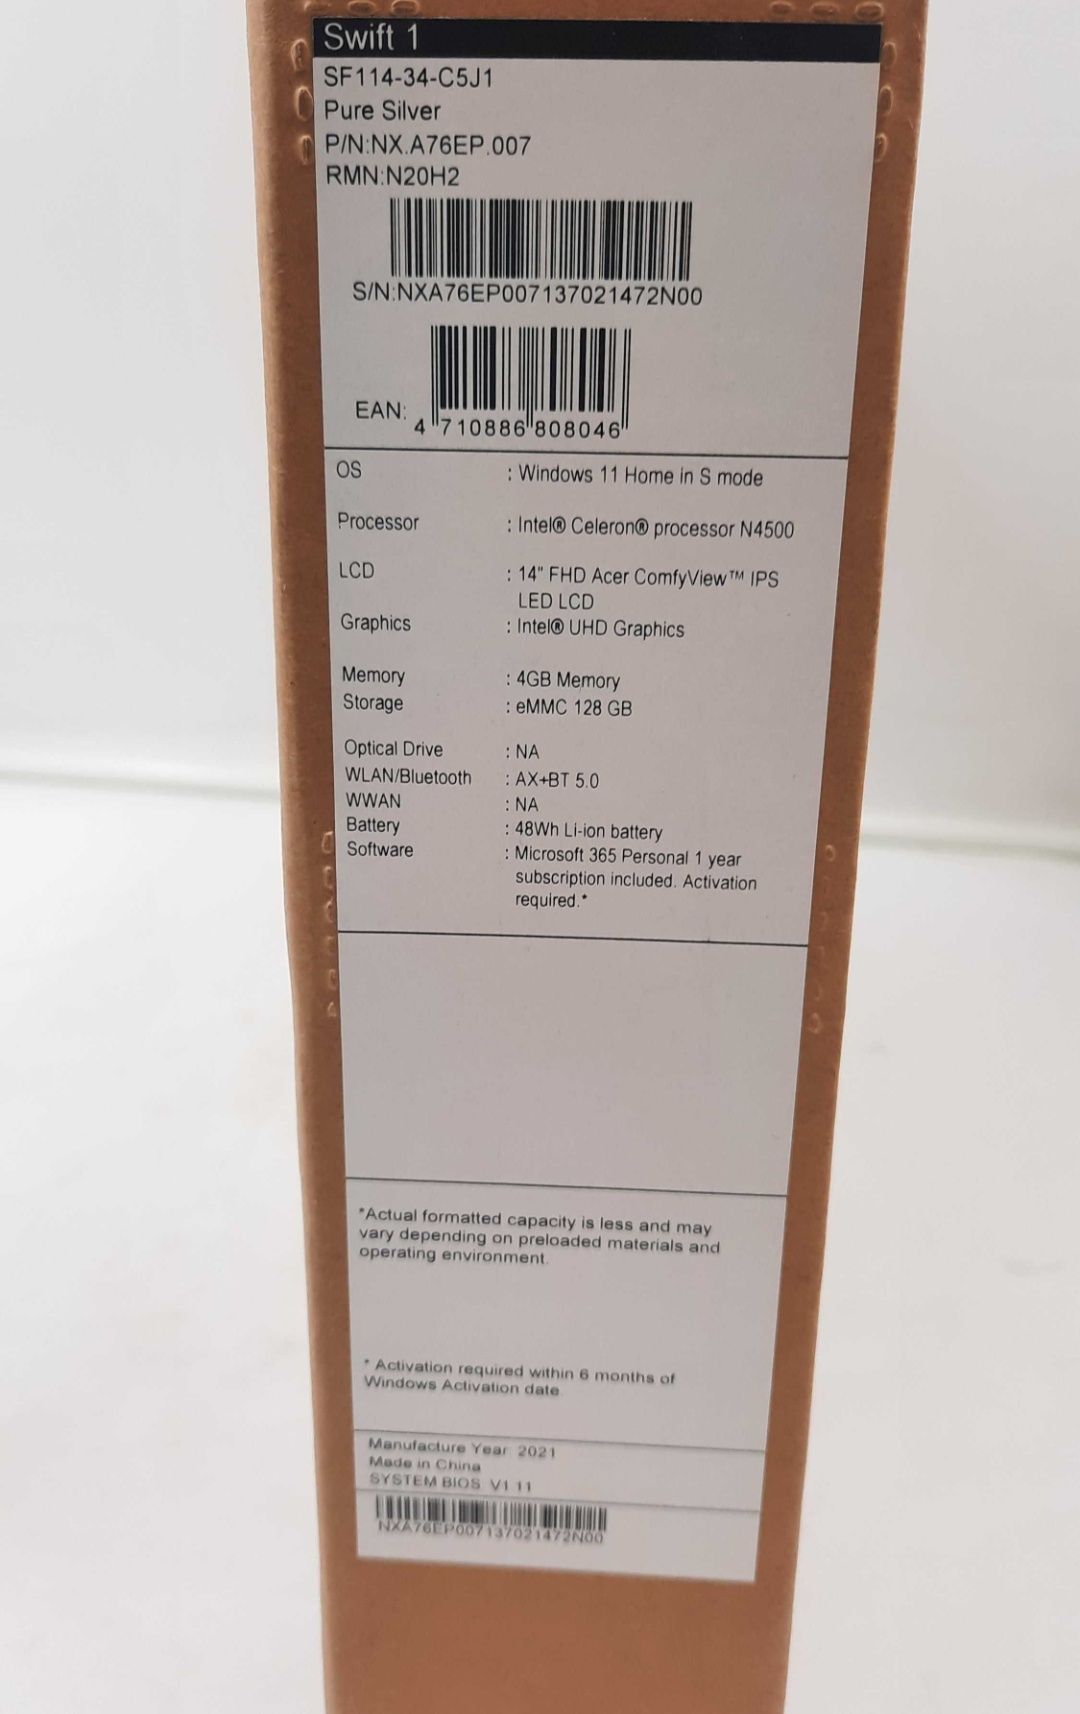 Swift 1
SF114-34-C5J1
Pure Silver
P/N:NX.A76EP.007
RMN:N20H2
S/N:NXA76EP007137021472N00
EAN: 4 710886 808046
OS : Windows 11 Home in S mode
Processor : Intel® Celeron® processor N4500
LCD : 14" FHD Acer ComfyView™ IPS
LED LCD
Graphics : Intel® UHD Graphics
Memory : 4GB Memory
Storage : eMMC 128 GB
Optical Drive : NA
WLAN/Bluetooth : AX+BT 5.0
WWAN : NA
Battery : 48Wh Li-ion battery
Software : Microsoft 365 Personal 1 year
subscription included. Activation
required.*
*Actual formatted capacity is less and may
vary depending on preloaded materials and
operating environment.
* Activation required within 6 months of
Windows Activation date.
Manufacture Year 2021
Made in China
SYSTEM BIOS V1.11
NXA76EP007137021472N00